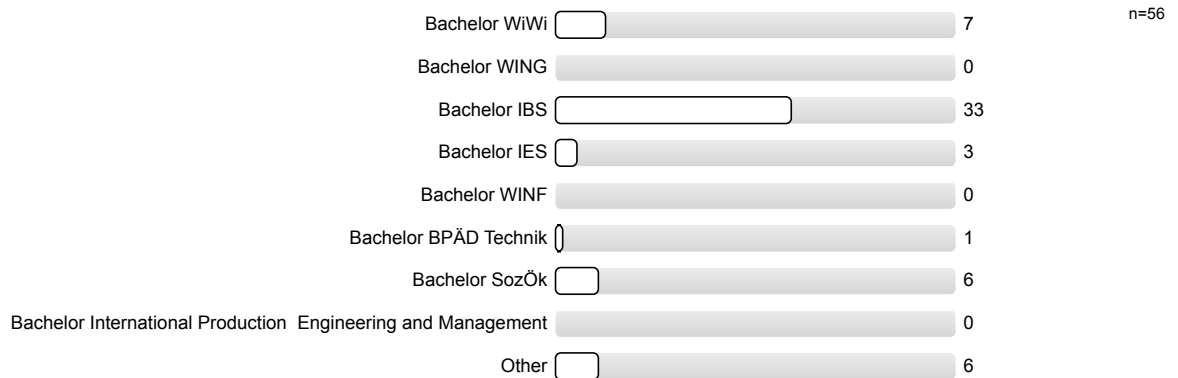 n=56
Bachelor WiWi 7
Bachelor WING 0
Bachelor IBS 33
Bachelor IES 3
Bachelor WINF 0
Bachelor BPÄD Technik 1
Bachelor SozÖk 6
Bachelor International Production Engineering and Management 0
Other 6